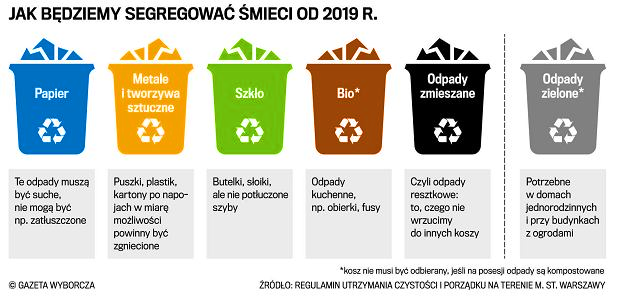 JAK BĘDZIEMY SEGREGOWAĆ ŚMIECI OD 2019 R.
Papier
Metale
i tworzywa
sztuczne
Szkło
Bio*
Odpady
zmieszane
Odpady
zielone*
Te odpady muszą
być suche,
nie mogą być
np. zatłuszczone
Puszki, plastik,
kartony po napo-
jach w miarę
możliwości
powinny być
zgniecione
Butelki, słoiki,
ale nie potłuczone
szyby
Odpady
kuchenne,
np. obierki, fusy
Czyli odpady
resztkowe:
to, czego nie
wrzucimy
do innych koszy
Potrzebne
w domach
jednorodzinnych
i przy budynkach
z ogrodami
*kosz nie musi być odbierany, jeśli na posesji odpady są kompostowane
© GAZETA WYBORCZA
ŹRÓDŁO: REGULAMIN UTRZYMANIA CZYSTOŚCI I PORZĄDKU NA TERENIE M. ST. WARSZAWY